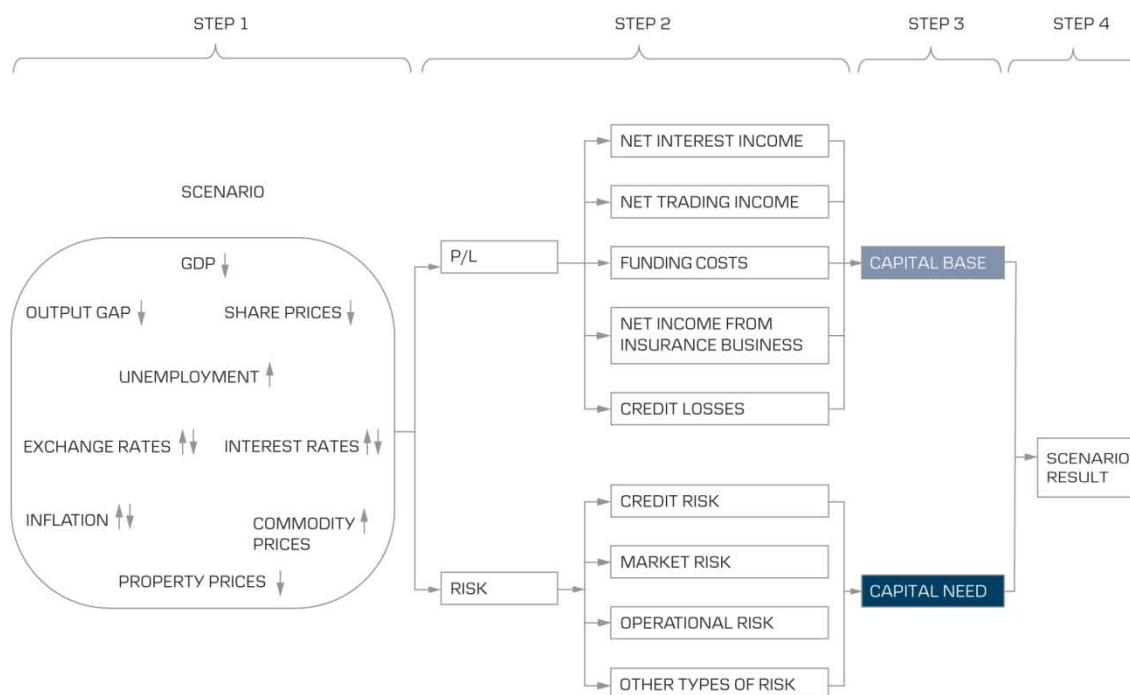 STEP 1
STEP 2
STEP 3
STEP 4
SCENARIO
GDP
OUTPUT GAP
SHARE PRICES
UNEMPLOYMENT
EXCHANGE RATES
INTEREST RATES
INFLATION
COMMODITY
PRICES
PROPERTY PRICES
P/L
RISK
NET INTEREST INCOME
NET TRADING INCOME
FUNDING COSTS
NET INCOME FROM
INSURANCE BUSINESS
CREDIT LOSSES
CREDIT RISK
MARKET RISK
OPERATIONAL RISK
OTHER TYPES OF RISK
CAPITAL BASE
CAPITAL NEED
SCENARIO
RESULT